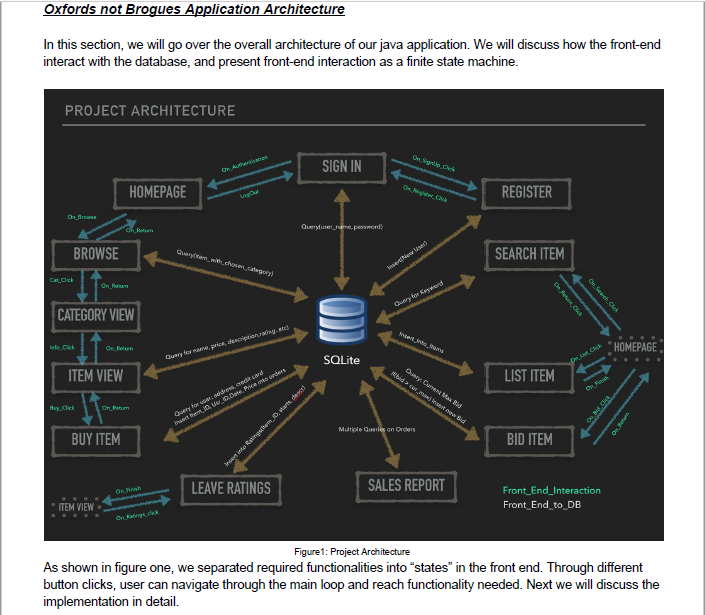 Oxfords not Brogues Application Architecture
In this section, we will go over the overall architecture of our java application. We will discuss how the front-end
interact with the database, and present front-end interaction as a finite state machine.
PROJECT ARCHITECTURE
SIGN IN
On_Authentication
LogOut
On_SignUp_Click
On_Register_Click
HOMEPAGE
REGISTER
On_Browse
On_Return
Query(user_name, password)
Insert(New User)
BROWSE
SEARCH ITEM
Query(item_with_chosen_category)
Query for Keyword
Cat_Click
On_Return
On_Search_Click
On_Return_Click
CATEGORY VIEW
SQLite
Insert_Into_Items
HOMEPAGE
Info_Click
On_Return
Query for name, price, description,rating, etc)
On_List_Click
On_Finish
ITEM VIEW
LIST ITEM
Query for user: address, credit card
Insert Item_ID, Usr_ID,Date, Price into orders
Query: Current Max Bid
If(bid > cur_max) Insert new Bid
Buy_Click
On_Return
On_Bid_Click
On_Return
BUY ITEM
Insert into Ratings(Item_ID, starts, descr)
Multiple Queries on Orders
BID ITEM
LEAVE RATINGS
SALES REPORT
On_Finish
On_Ratings_click
ITEM VIEW
Front_End_Interaction
Front_End_to_DB
Figure1: Project Architecture
As shown in figure one, we separated required functionalities into “states” in the front end. Through different
button clicks, user can navigate through the main loop and reach functionality needed. Next we will discuss the
implementation in detail.